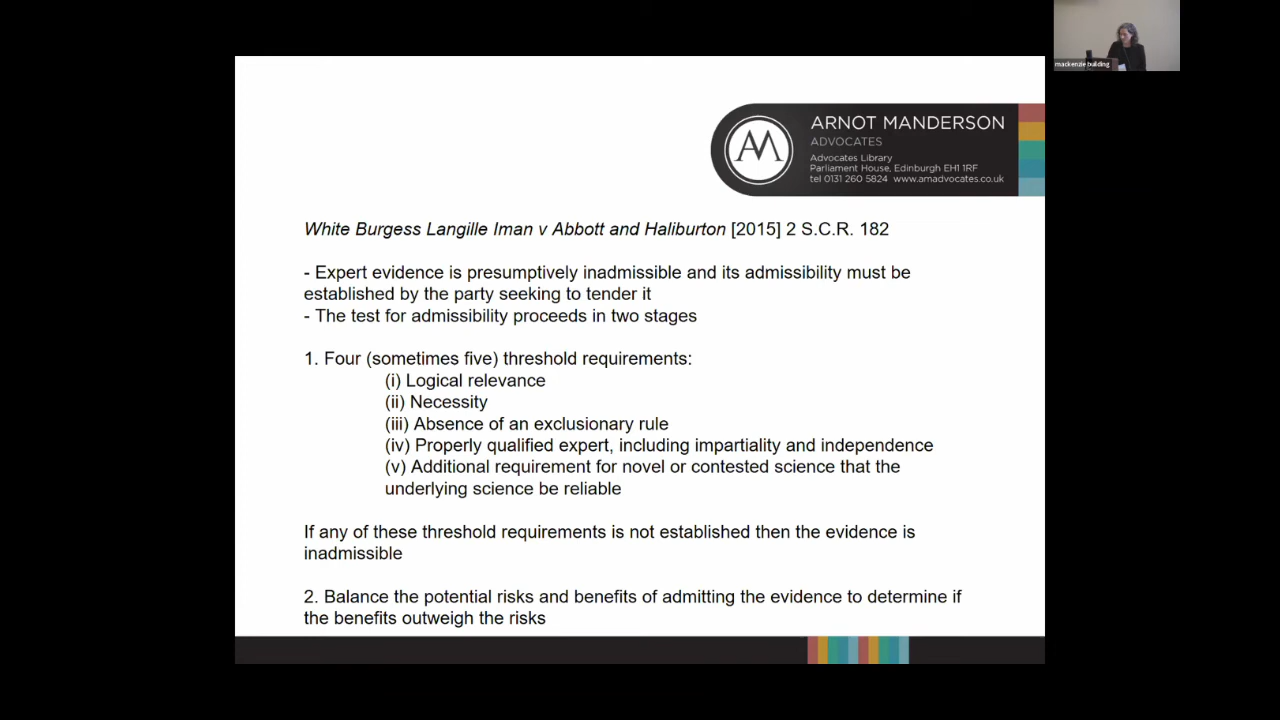 mackenzie building
AM
ARNOT MANDERSON
ADVOCATES
Advocates Library
Parliament House, Edinburgh EH1 1RF
tel 0131 260 5824 www.amadvocates.co.uk
White Burgess Langille Iman v Abbott and Haliburton [2015] 2 S.C.R. 182
- Expert evidence is presumptively inadmissible and its admissibility must be
established by the party seeking to tender it
- The test for admissibility proceeds in two stages
1. Four (sometimes five) threshold requirements:
(i) Logical relevance
(ii) Necessity
(iii) Absence of an exclusionary rule
(iv) Properly qualified expert, including impartiality and independence
(v) Additional requirement for novel or contested science that the
underlying science be reliable
If any of these threshold requirements is not established then the evidence is
inadmissible
2. Balance the potential risks and benefits of admitting the evidence to determine if
the benefits outweigh the risks